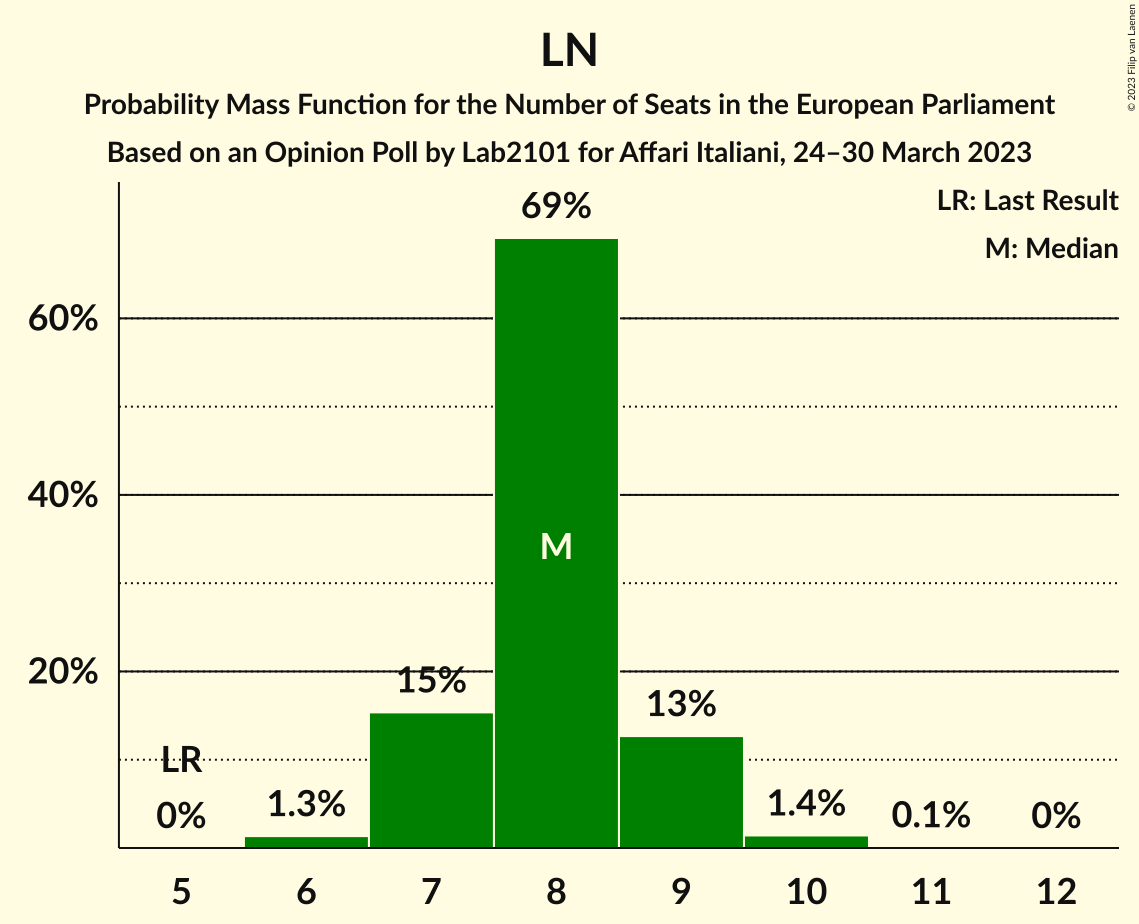 LN
Probability Mass Function for the Number of Seats in the European Parliament
Based on an Opinion Poll by Lab2101 for Affari Italiani, 24–30 March 2023
© 2023 Filip van Laenen
LR: Last Result
M: Median
69%
60%
40%
M
20%
15%
13%
LR
0%
1.3%
1.4%
0.1%
0%
5
6
7
8
9
10
11
12